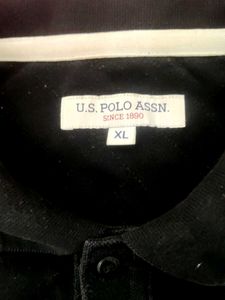 U.S. POLO ASSN.
SINCE 1890
XL